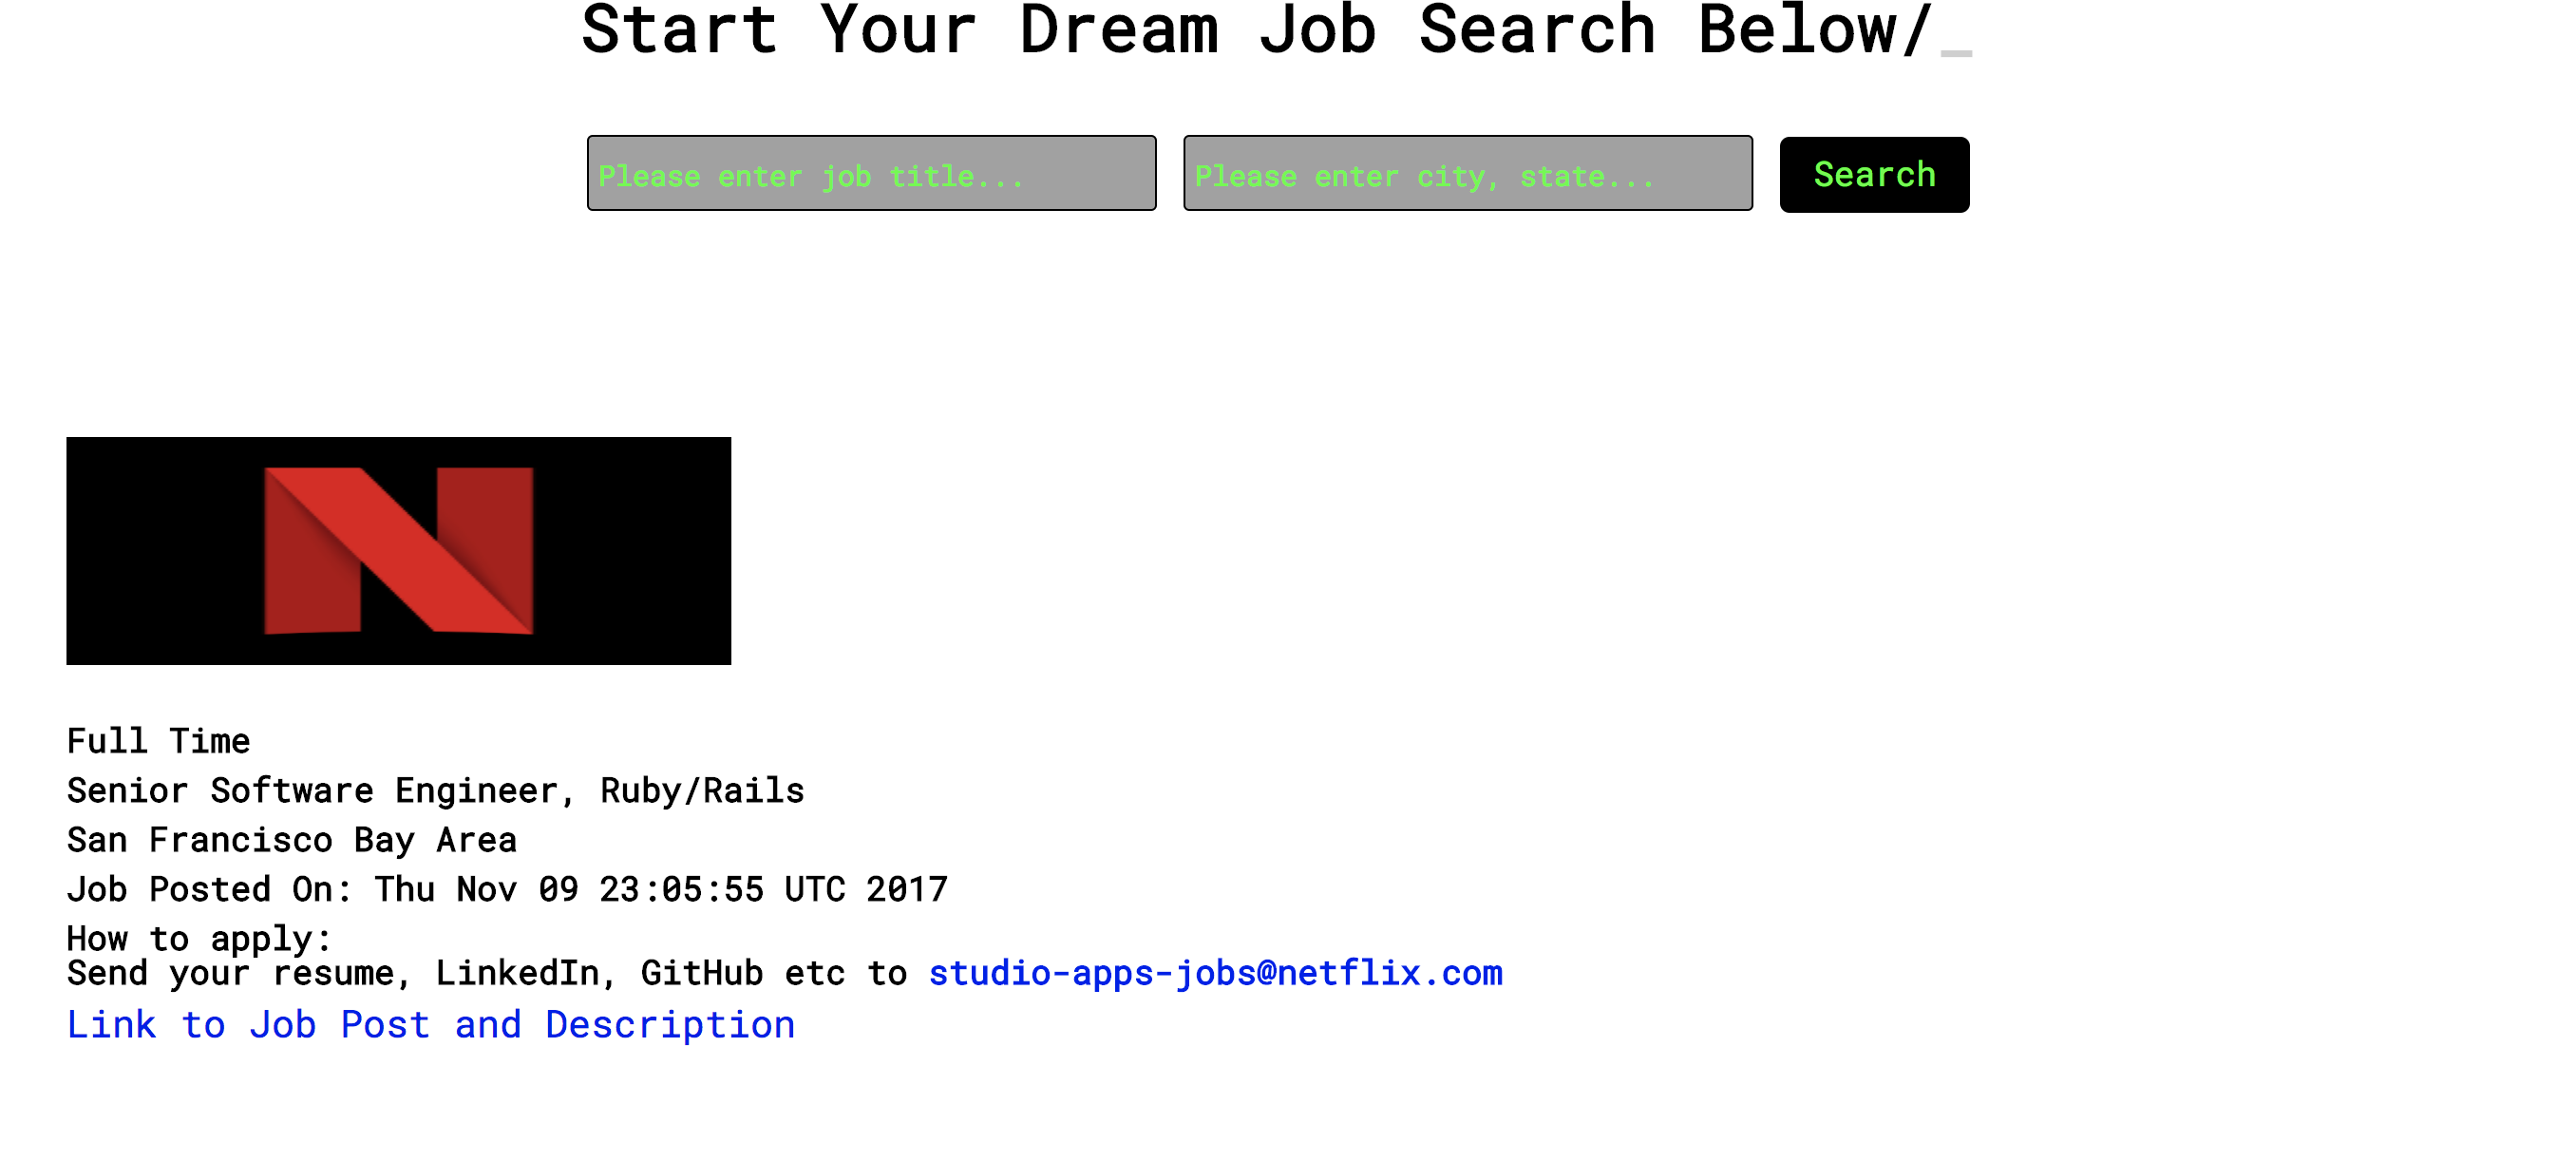 Start Your Dream Job Search Below/_
Please enter job title...
Please enter city, state...
Search
N
Full Time
Senior Software Engineer, Ruby/Rails
San Francisco Bay Area
Job Posted On: Thu Nov 09 23:05:55 UTC 2017
How to apply:
Send your resume, LinkedIn, GitHub etc to studio-apps-jobs@netflix.com
Link to Job Post and Description